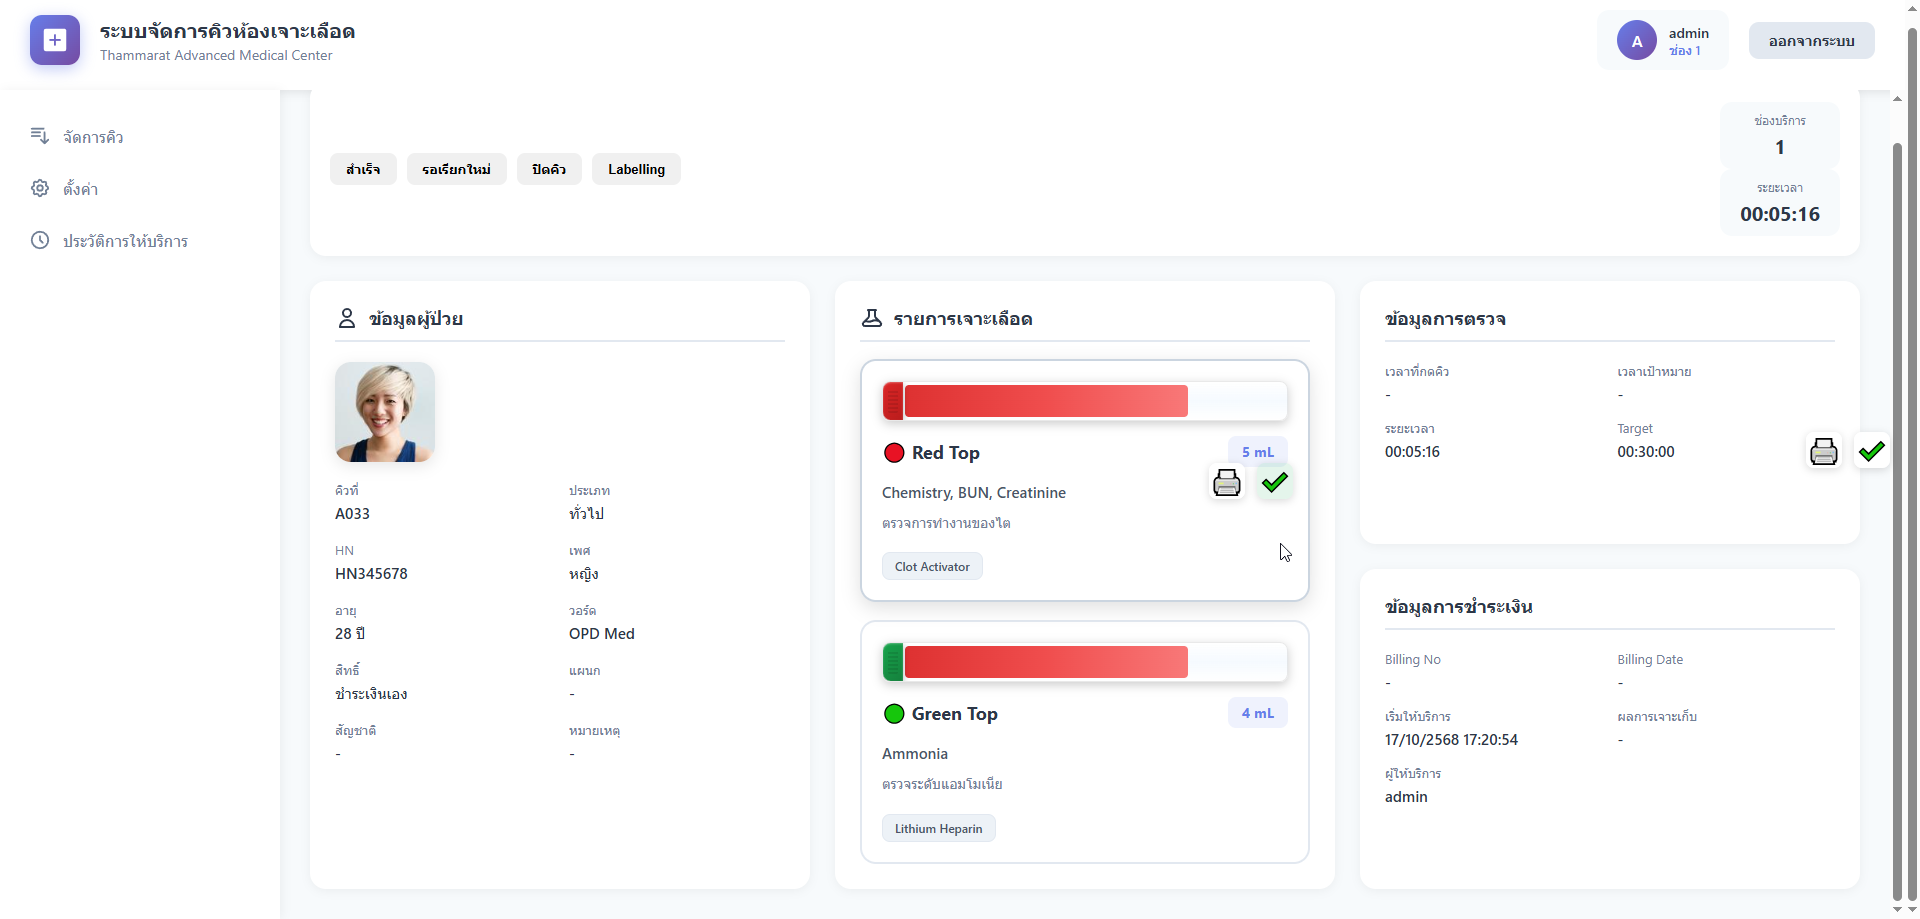 ระบบจัดการคิวห้องเจาะเลือด
Thammarat Advanced Medical Center
A
admin
ช่อง 1
ออกจากระบบ
จัดการคิว
ตั้งค่า
ประวัติการให้บริการ
สำเร็จ
รอเรียกใหม่
ปิดคิว
Labelling
ช่องบริการ
1
ระยะเวลา
00:05:16
ข้อมูลผู้ป่วย
คิวที่
A033
ประเภท
ทั่วไป
HN
HN345678
เพศ
หญิง
อายุ
28 ปี
วอร์ด
OPD Med
สิทธิ์
ชำระเงินเอง
แผนก
-
สัญชาติ
-
หมายเหตุ
-
รายการเจาะเลือด
Red Top
5 mL
Chemistry, BUN, Creatinine
ตรวจการทำงานของไต
Clot Activator
Green Top
4 mL
Ammonia
ตรวจระดับแอมโมเนีย
Lithium Heparin
ข้อมูลการตรวจ
เวลาที่กดคิว
-
เวลาเป้าหมาย
-
ระยะเวลา
00:05:16
Target
00:30:00
ข้อมูลการชำระเงิน
Billing No
-
Billing Date
-
เริ่มให้บริการ
17/10/2568 17:20:54
ผลการเจาะเก็บ
-
ผู้ให้บริการ
admin